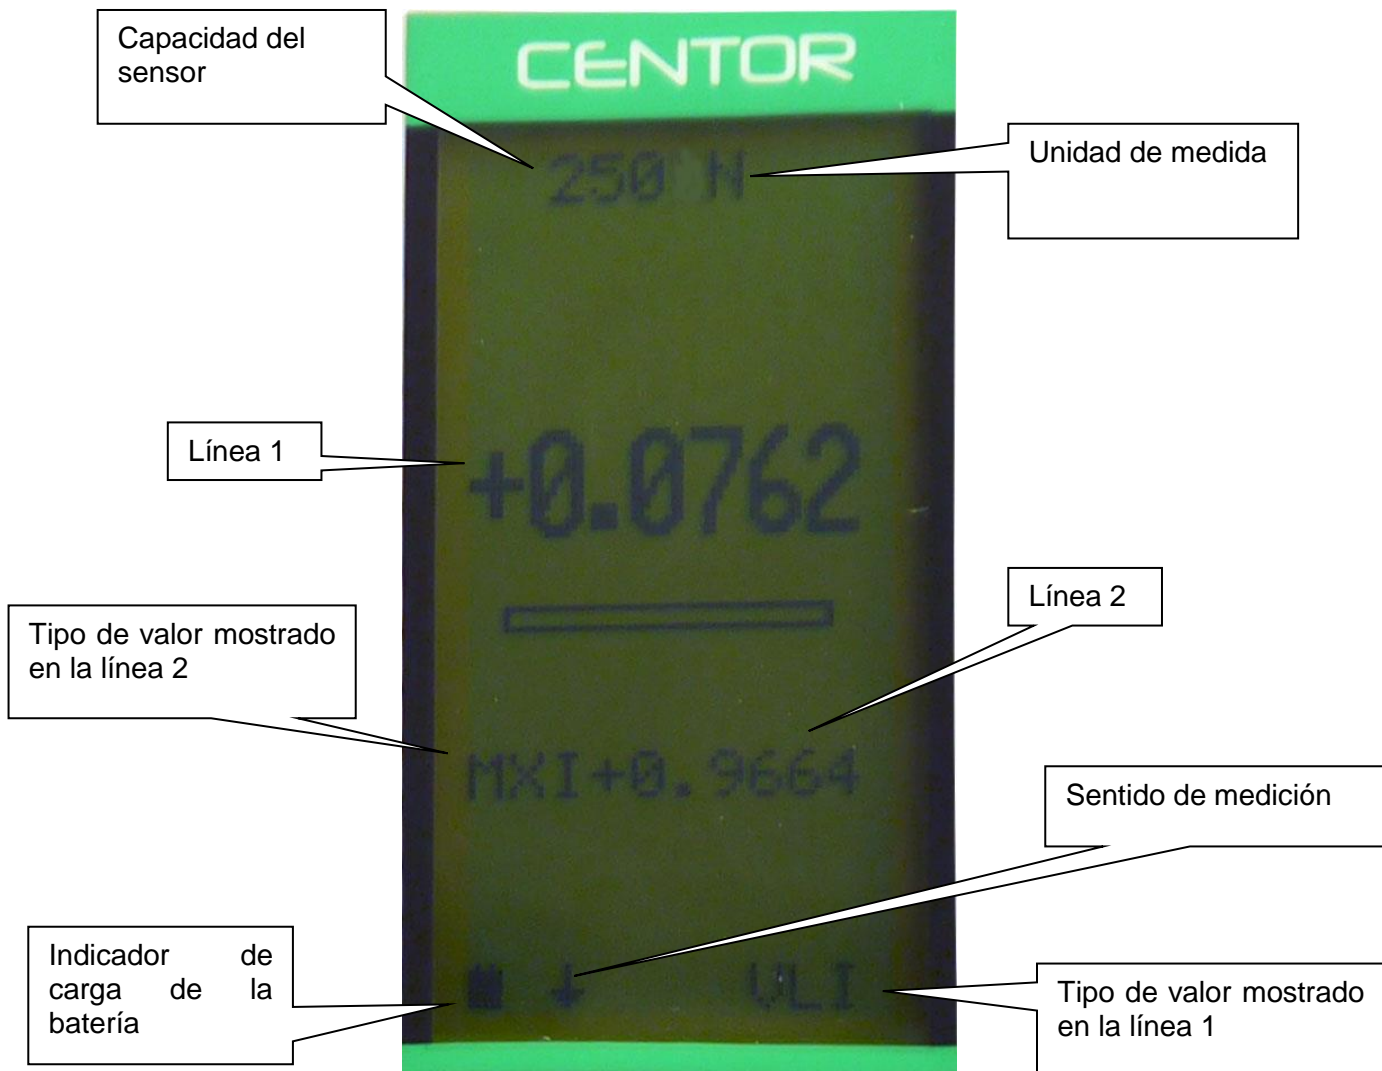 Capacidad del
sensor
CENTOR
250 N
Unidad de medida
Línea 1
+0.0762
Línea 2
Tipo de valor mostrado
en la línea 2
MXI+0.9664
Sentido de medición
Indicador de
carga de la
batería
VLI
Tipo de valor mostrado
en la línea 1